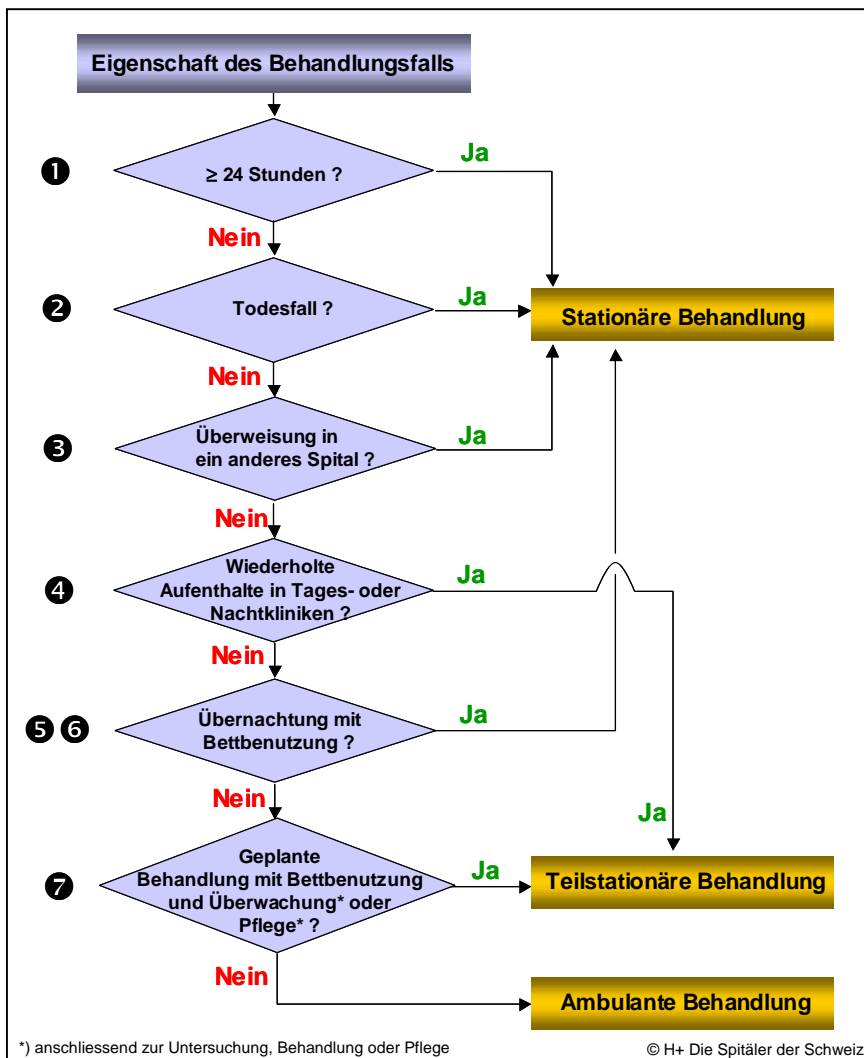 Eigenschaft des Behandlungsfalls
❶
≥ 24 Stunden ?
Ja
Nein
❷
Todesfall ?
Ja
Stationäre Behandlung
Nein
❸
Überweisung in
ein anderes Spital ?
Ja
Nein
❹
Wiederholte
Aufenthalte in Tages- oder
Nachtkliniken ?
Ja
Nein
❺ ❻
Übernachtung mit
Bettbenutzung ?
Ja
Nein
Ja
❼
Geplante
Behandlung mit Bettbenutzung
und Überwachung* oder
Pflege* ?
Ja
Teilstationäre Behandlung
Nein
Ambulante Behandlung
*) anschliessend zur Untersuchung, Behandlung oder Pflege
© H+ Die Spitäler der Schweiz